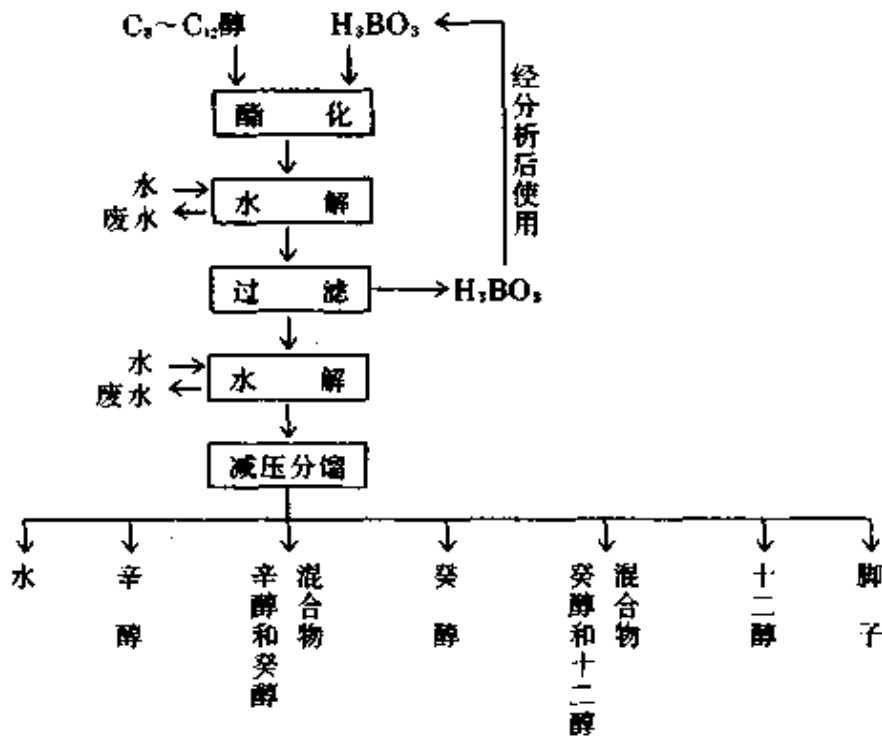 C₈～C₁₂醇
H₃BO₃
酯 化
经分析后使用
水
废水
水 解
过 滤
H₃BO₃
水
废水
水 解
减压分馏
水
辛醇
辛醇和癸醇
混合物
癸醇
癸醇和十二醇
混合物
十二醇
脚子